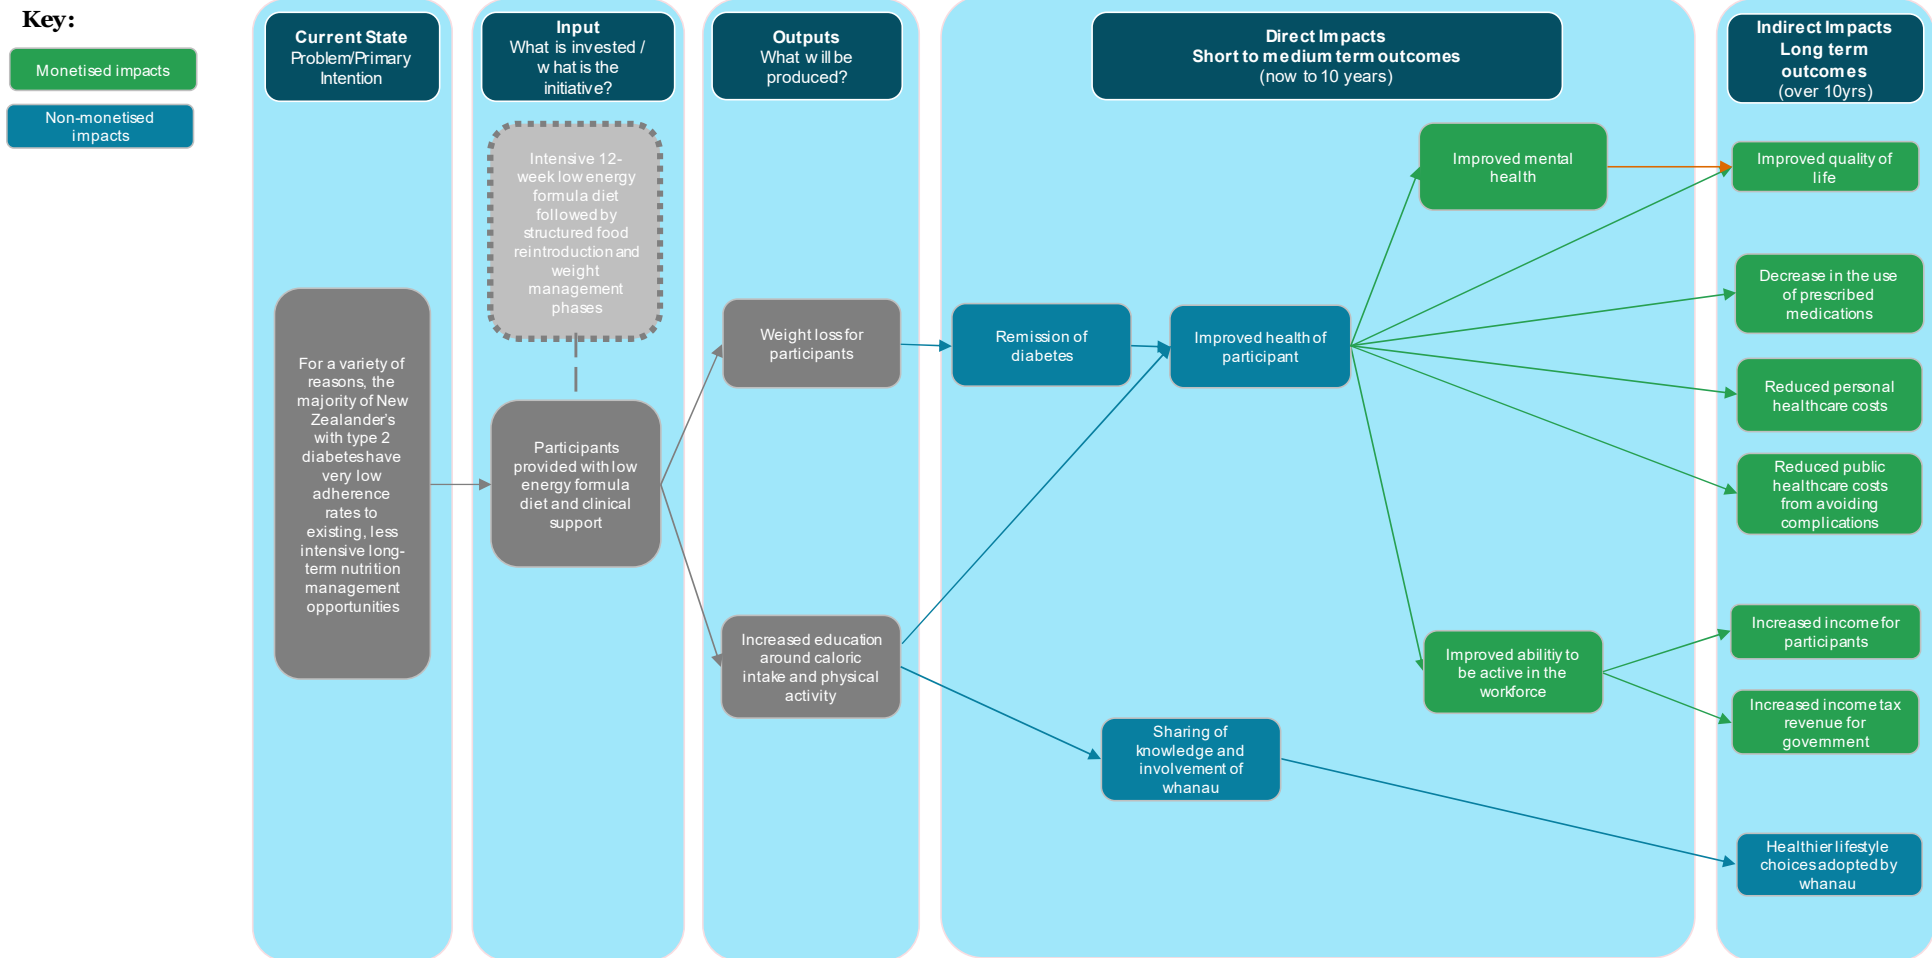 Key:
Monetised impacts
Non-monetised
impacts
Current State
Problem/Primary
Intention
For a variety of
reasons, the
majority of New
Zealander's
with type 2
diabetes have
very low
adherence
rates to
existing, less
intensive long-
term nutrition
management
opportunities
Input
What is invested /
what is the
initiative?
Intensive 12-
week low energy
formula diet
followed by
structured food
reintroduction and
weight
management
phases
Participants
provided with low
energy formula
diet and clinical
support
Outputs
What will be
produced?
Weight loss for
participants
Increased education
around caloric
intake and physical
activity
Direct Impacts
Short to medium term outcomes
(now to 10 years)
Remission of
diabetes
Improved health of
participant
Improved mental
health
Improved abilitiy to
be active in the
workforce
Sharing of
knowledge and
involvement of
whanau
Indirect Impacts
Long term
outcomes
(over 10yrs)
Improved quality of
life
Decrease in the use
of prescribed
medications
Reduced personal
healthcare costs
Reduced public
healthcare costs
from avoiding
complications
Increased income for
participants
Increased income tax
revenue for
government
Healthier lifestyle
choices adopted by
whanau